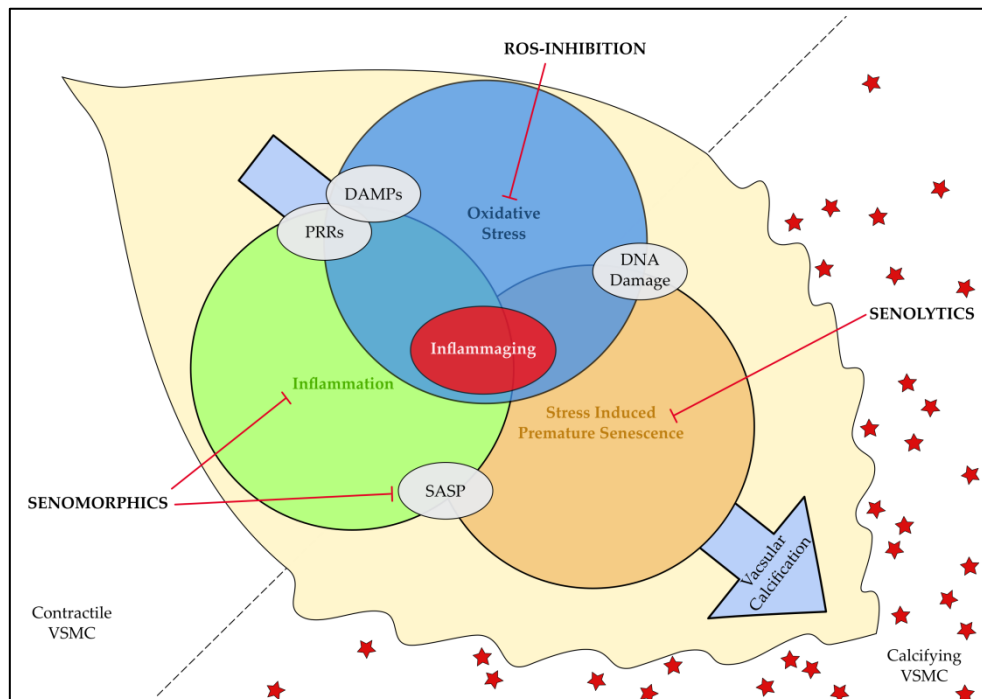 ROS-INHIBITION
DAMPs
PRRs
Oxidative
Stress
DNA
Damage
SENOLYTICS
Inflammaging
Inflammation
Stress Induced
Premature Senescence
SENOMORPHICS
SASP
Vacsular
Calcification
Contractile
VSMC
Calcifying
VSMC